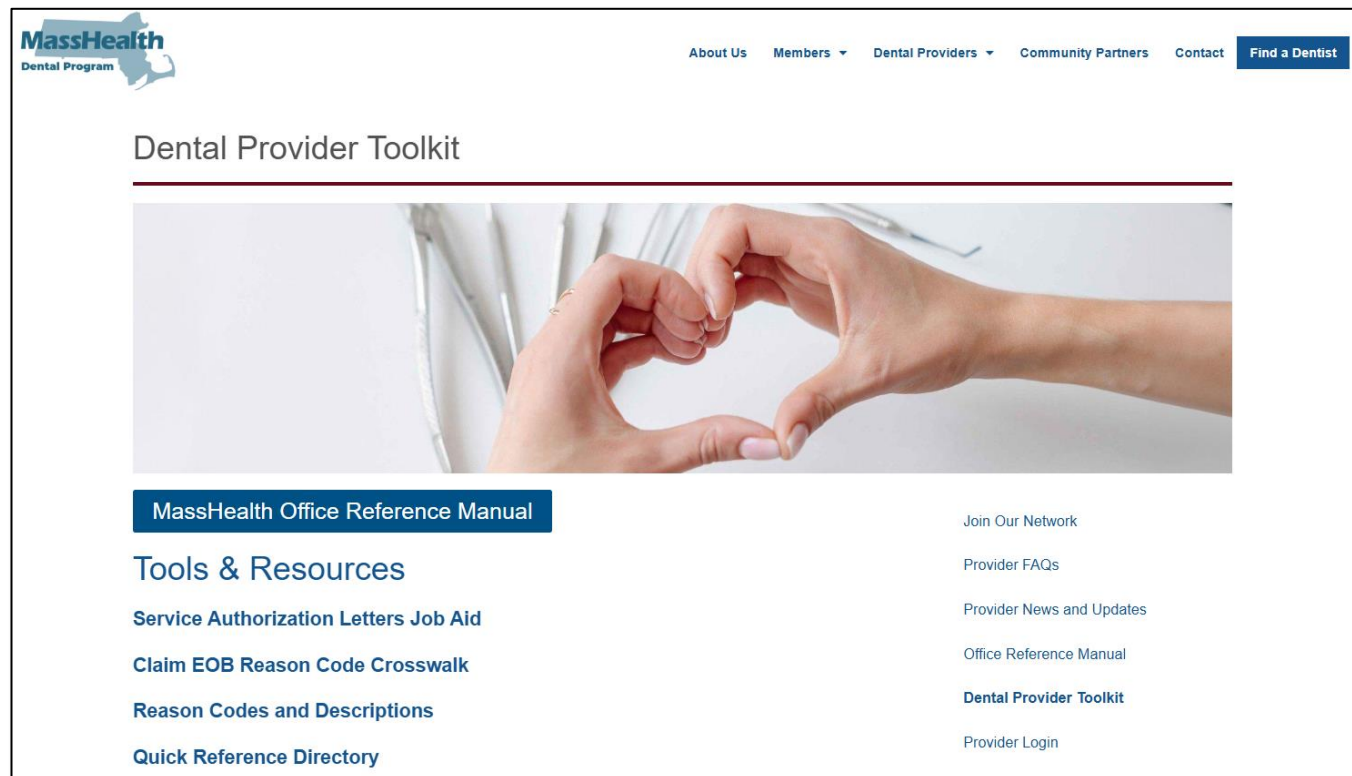 MassHealth
Dental Program
About Us Members Dental Providers Community Partners Contact Find a Dentist
Dental Provider Toolkit
MassHealth Office Reference Manual
Tools & Resources
Service Authorization Letters Job Aid
Claim EOB Reason Code Crosswalk
Reason Codes and Descriptions
Quick Reference Directory
Join Our Network
Provider FAQs
Provider News and Updates
Office Reference Manual
Dental Provider Toolkit
Provider Login